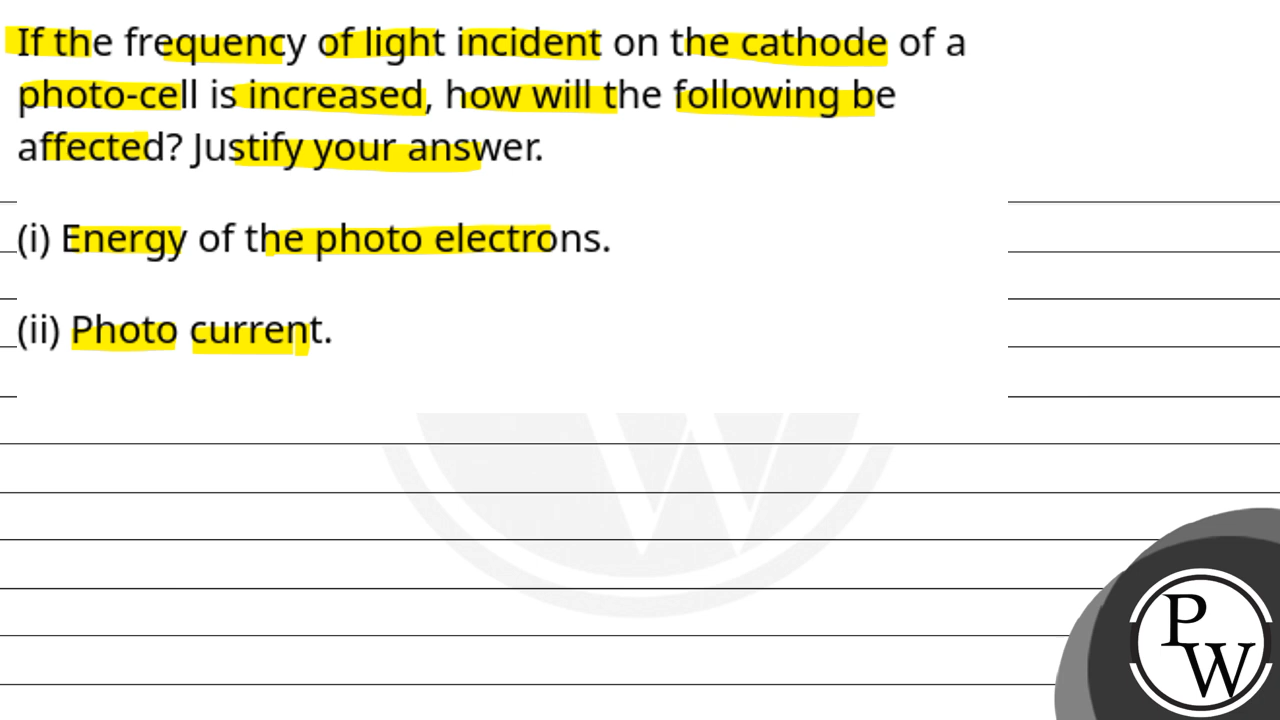 If the frequency of light incident on the cathode of a
photo-cell is increased, how will the following be
affected? Justify your answer.
(i) Energy of the photo electrons.
(ii) Photo current.
P
W